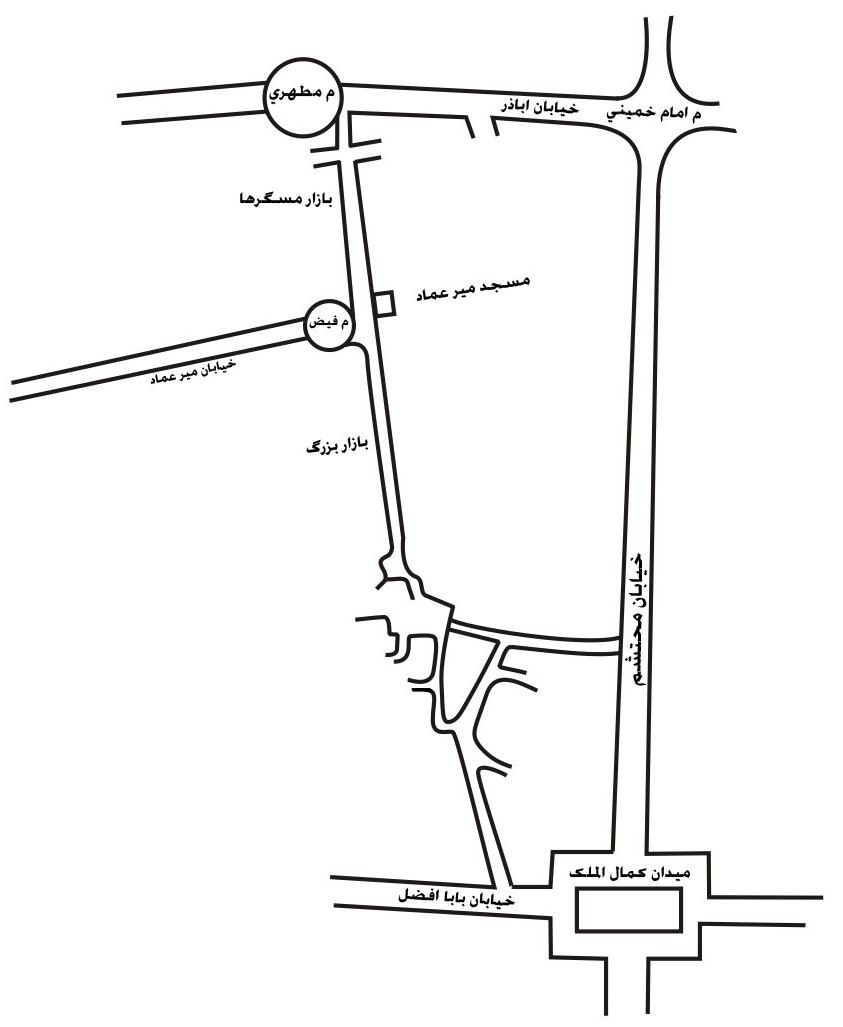 م مطهري
خيابان اباذر
م امام خميني
بازار مسگرها
مسجد مير عماد
م فيض
خيابان مير عماد
بازار بزرگ
خيابان محتشم
ميدان كمال الملك
خيابان بابا افضل